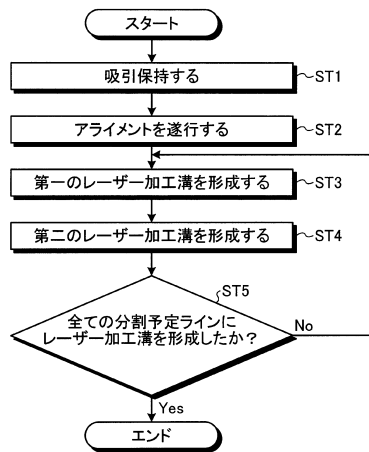 スタート
吸引保持する
ST1
アライメントを遂行する
ST2
第一のレーザー加工溝を形成する
ST3
第二のレーザー加工溝を形成する
ST4
ST5
全ての分割予定ラインに
レーザー加工溝を形成したか？
No
Yes
エンド